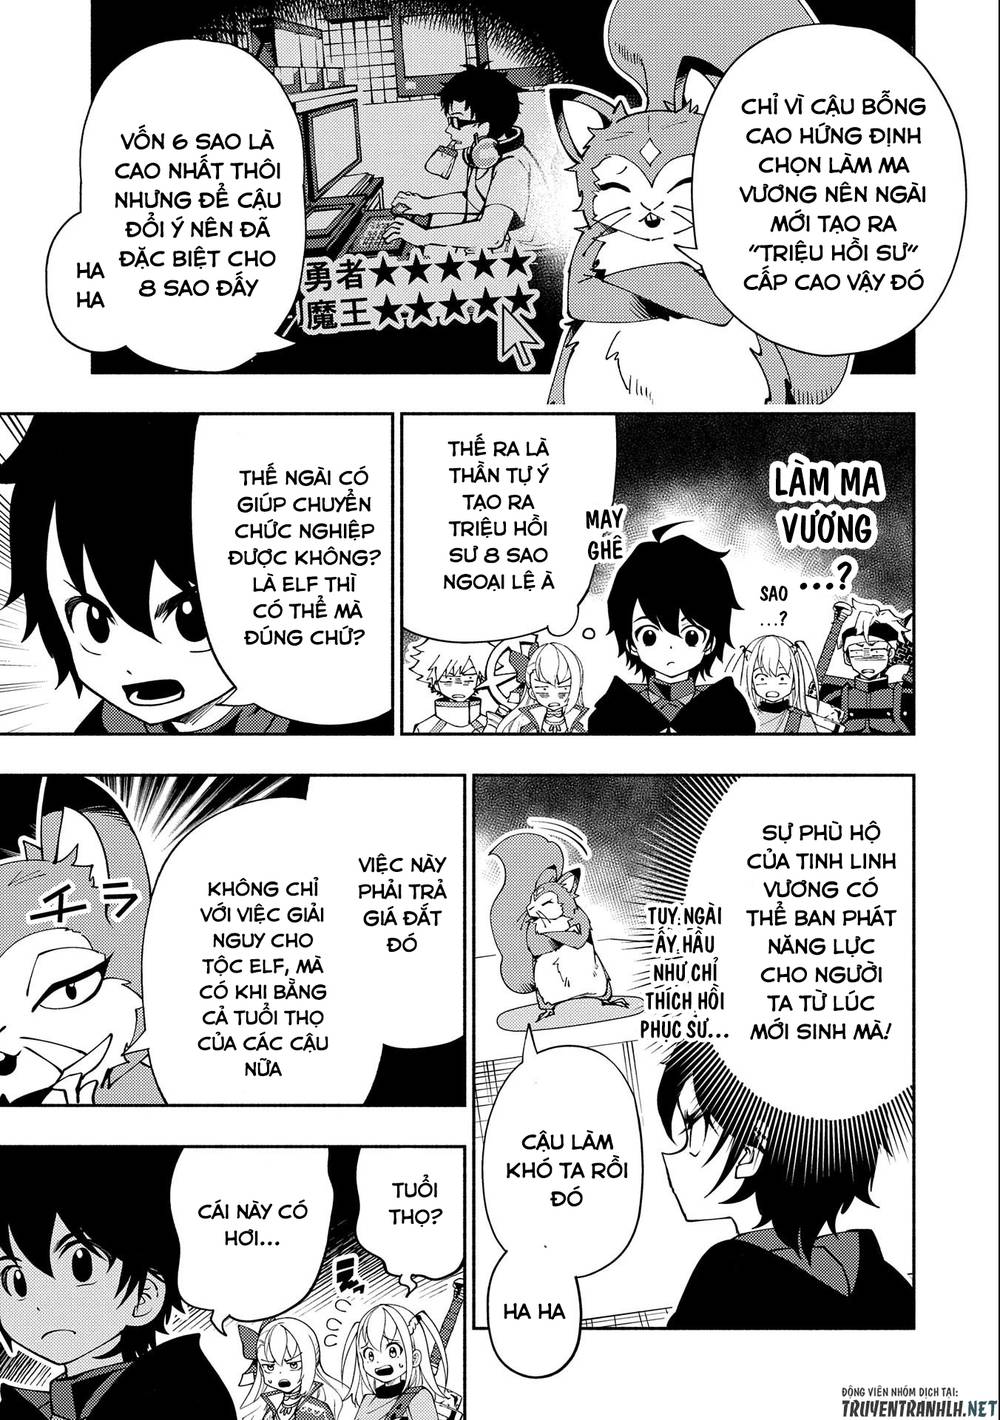 CHỈ VÌ CẬU BỖNG
CAO HỨNG ĐỊNH
CHỌN LÀM MA
VƯƠNG NÊN NGÀI
MỚI TẠO RA
"TRIỆU HỒI SƯ"
CẤP CAO VẬY ĐÓ
VỐN 6 SAO LÀ
CAO NHẤT THÔI
NHƯNG ĐỂ CẬU
ĐỔI Ý NÊN ĐÃ
ĐẶC BIỆT CHO
8 SAO ĐẤY
HA
HA
勇者★★★★★
魔王★★★★★
LÀM MA
VƯƠNG
...?
SAO
...?
MAY
GHÊ
THẾ RA LÀ
THẦN TỰ Ý
TẠO RA
TRIỆU HỒI
SƯ 8 SAO
NGOẠI LỆ À
THẾ NGÀI CÓ
GIÚP CHUYỂN
CHỨC NGHIỆP
ĐƯỢC KHÔNG?
LÀ ELF THÌ
CÓ THỂ MÀ
ĐÚNG CHỨ?
SỰ PHÙ HỘ
CỦA TINH LINH
VƯƠNG CÓ
THỂ BAN PHÁT
NĂNG LỰC
CHO NGƯỜI
TA TỪ LÚC
MỚI SINH MÀ!
TUY NGÀI
ẤY HẦU
NHƯ CHỈ
THÍCH HỒI
PHỤC SƯ...
CẬU LÀM
KHÓ TA RỒI
ĐÓ
HA HA
VIỆC NÀY
PHẢI TRẢ
GIÁ ĐẮT
ĐÓ
KHÔNG CHỈ
VỚI VIỆC GIẢI
NGUY CHO
TỘC ELF, MÀ
CÓ KHI BẰNG
CẢ TUỔI THỌ
CỦA CÁC CẬU
NỮA
チラ
TUỔI
THỌ?
CÁI NÀY CÓ
HƠI...
ĐỘNG VIÊN NHÓM DỊCH TẠI:
TRUYENTRANHLH.NET